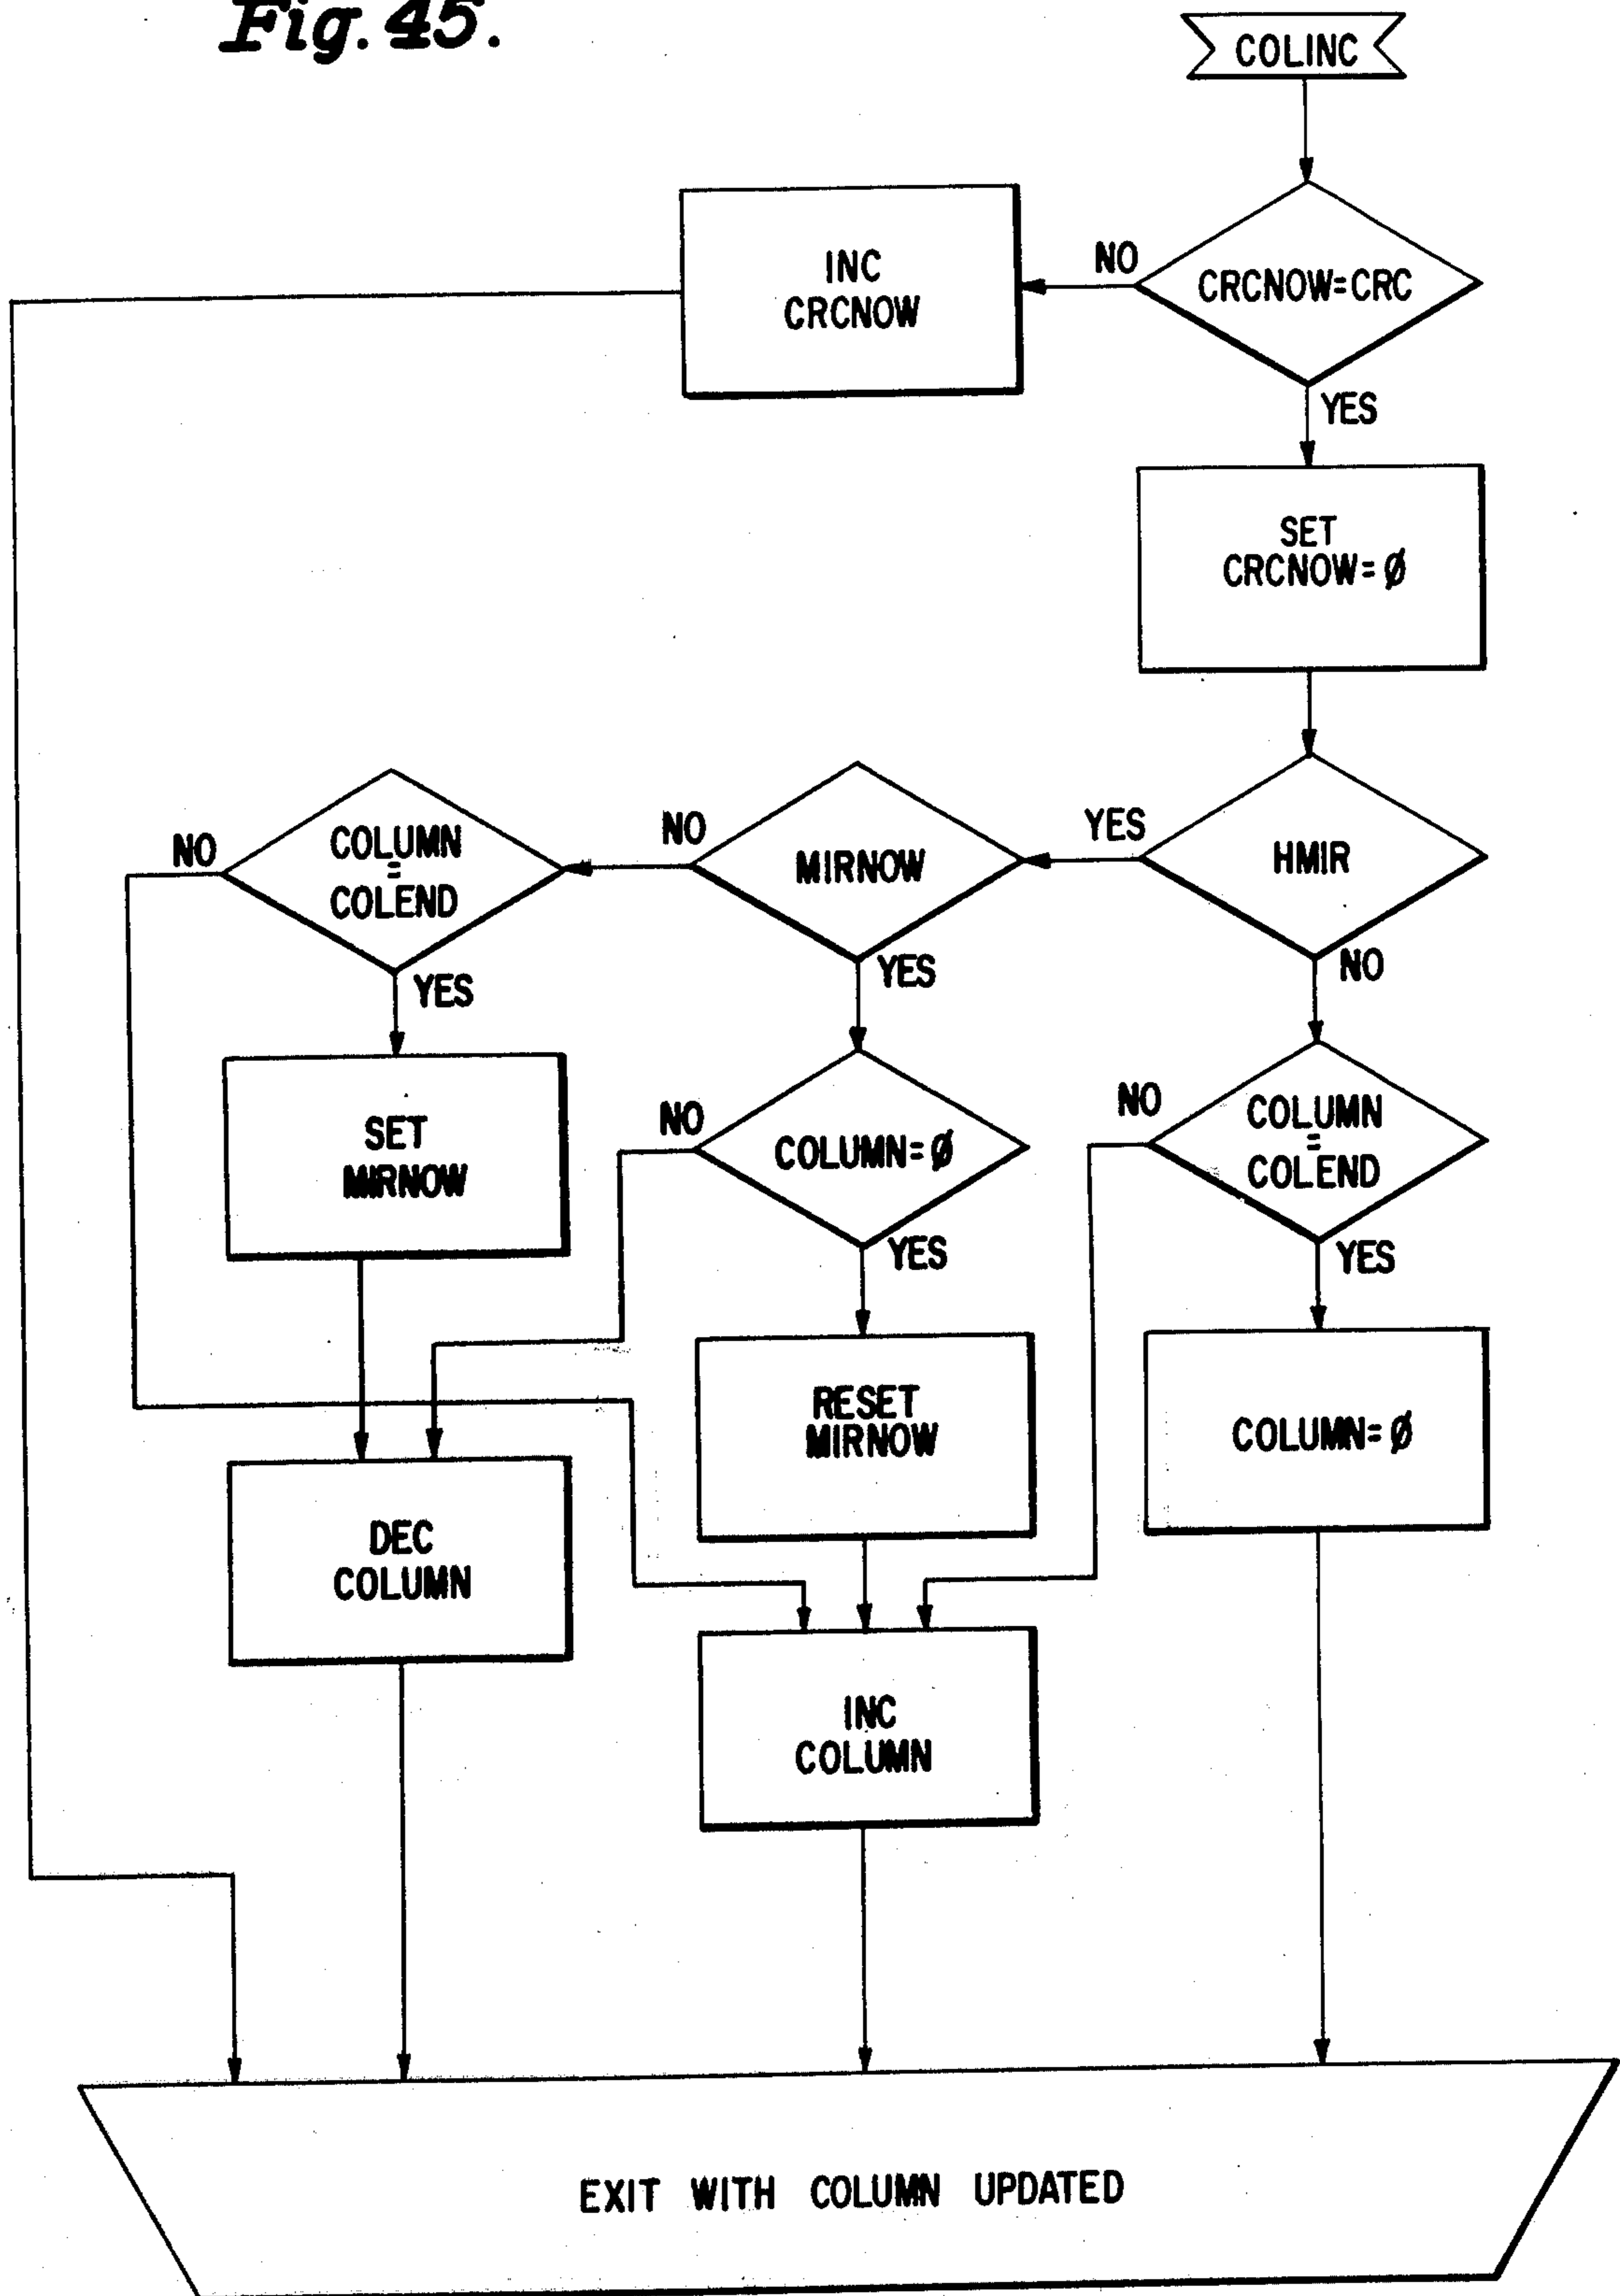 Fig. 45.
COLINC
CRCNOW=CRC
NO
YES
INC
CRCNOW
SET
CRCNOW=Ø
HMIR
YES
NO
MIRNOW
NO
YES
COLUMN
=
COLEND
NO
YES
SET
MIRNOW
COLUMN=Ø
NO
YES
COLUMN
=
COLEND
NO
YES
RESET
MIRNOW
COLUMN=Ø
DEC
COLUMN
INC
COLUMN
EXIT WITH COLUMN UPDATED